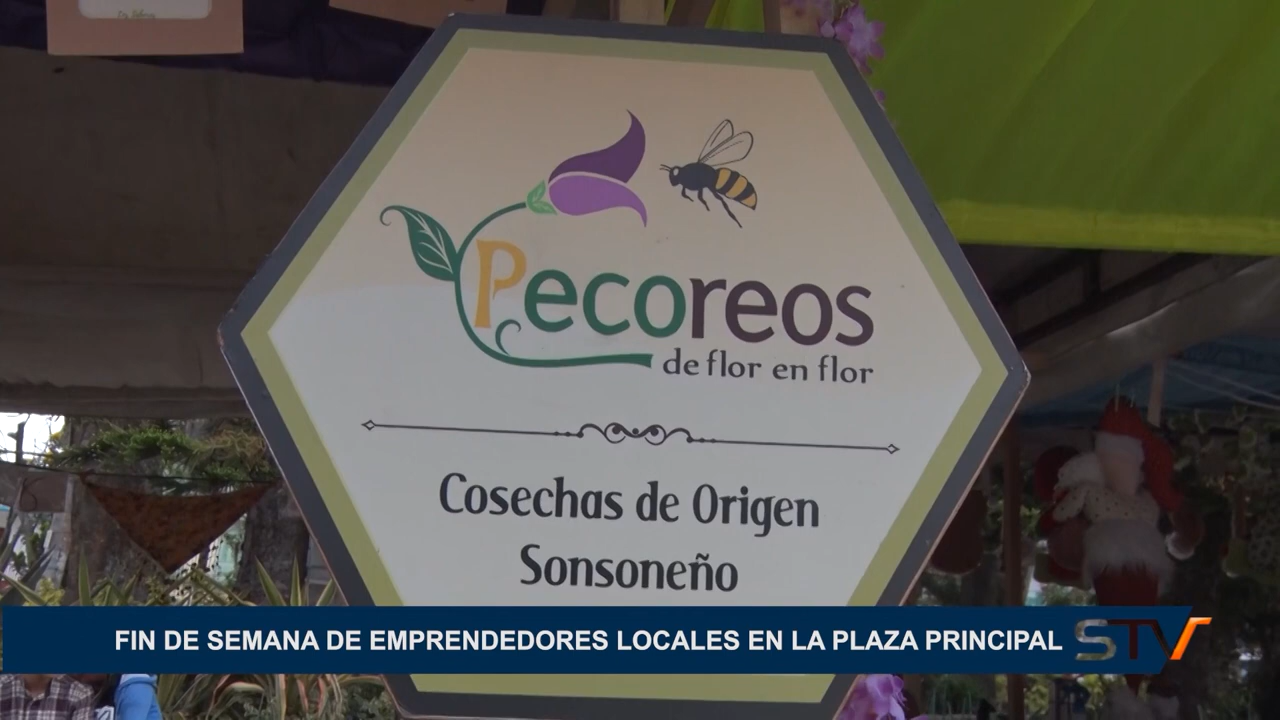 Pecoreos
de flor en flor
Cosechas de Origen
Sonsoneño
FIN DE SEMANA DE EMPRENDEDORES LOCALES EN LA PLAZA PRINCIPAL
STV